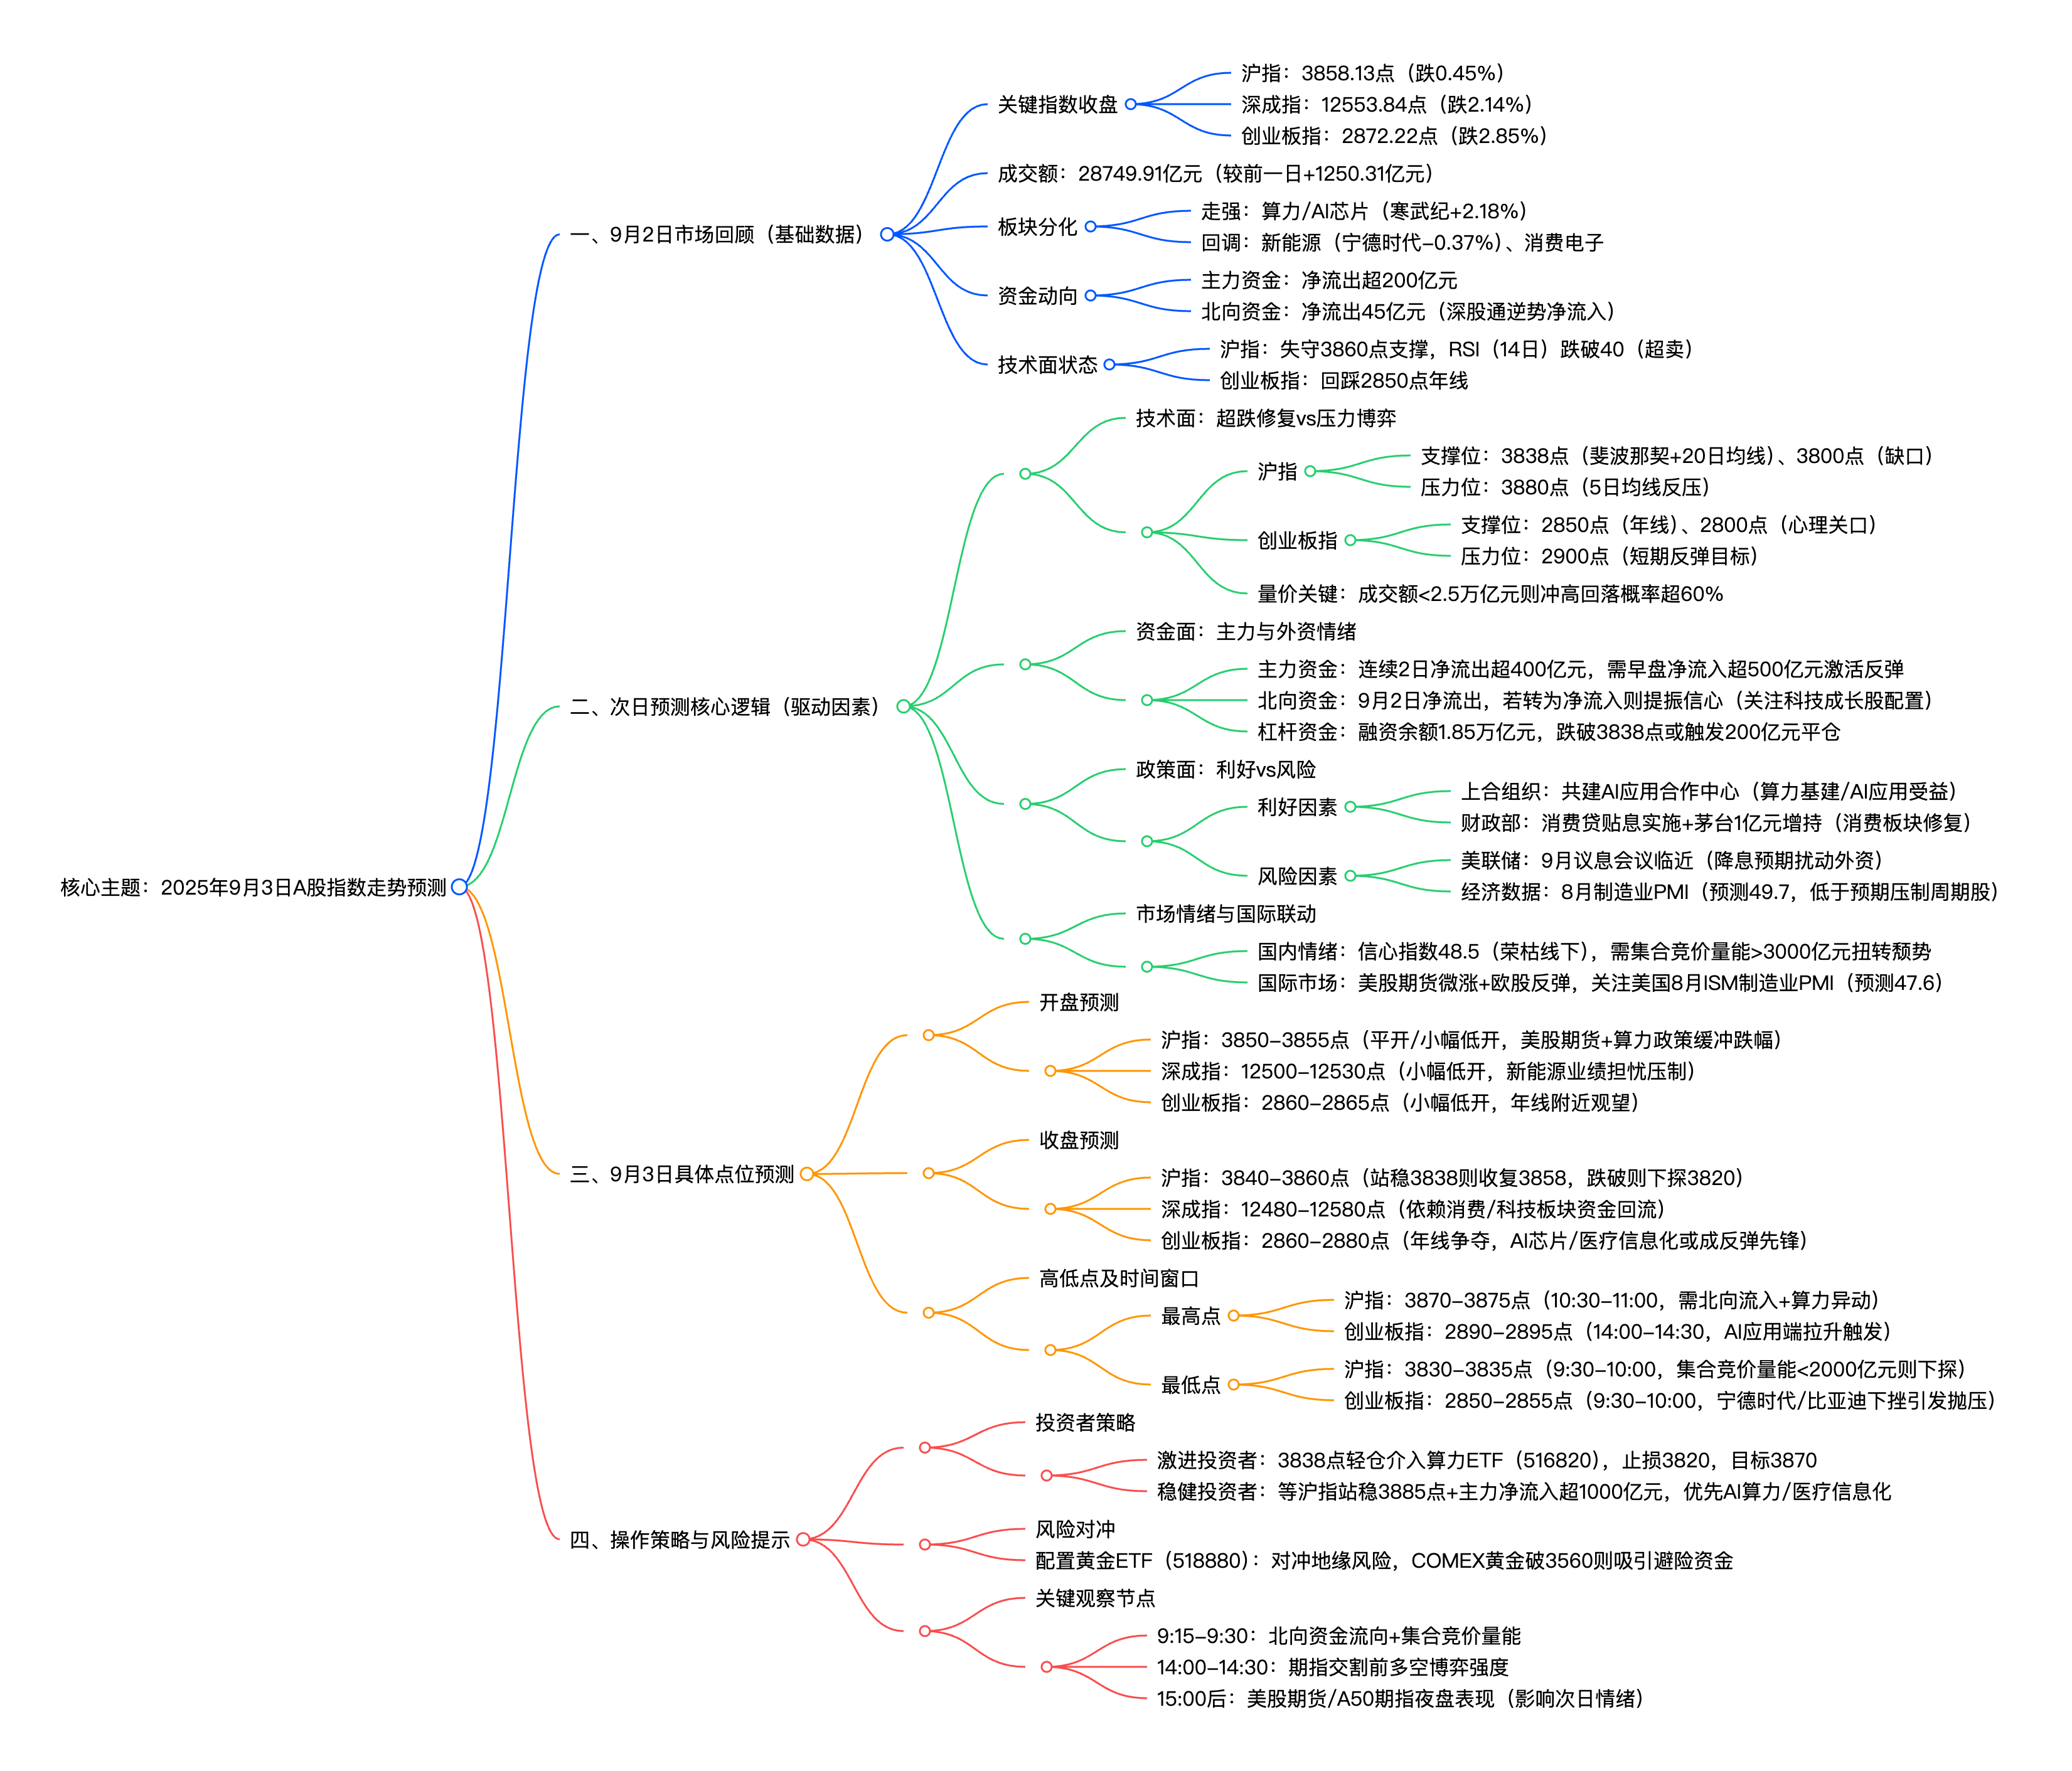 核心主题：2025年9月3日A股指数走势预测
一、9月2日市场回顾（基础数据）
关键指数收盘
沪指：3858.13点（跌0.45%）
深成指：12553.84点（跌2.14%）
创业板指：2872.22点（跌2.85%）
成交额：28749.91亿元（较前一日+1250.31亿元）
板块分化
走强：算力/AI芯片（寒武纪+2.18%）
回调：新能源（宁德时代-0.37%）、消费电子
资金动向
主力资金：净流出超200亿元
北向资金：净流出45亿元（深股通逆势净流入）
技术面状态
沪指：失守3860点支撑，RSI（14日）跌破40（超卖）
创业板指：回踩2850点年线
二、次日预测核心逻辑（驱动因素）
技术面：超跌修复vs压力博弈
沪指
支撑位：3838点（斐波那契+20日均线）、3800点（缺口）
压力位：3880点（5日均线反压）
创业板指
支撑位：2850点（年线）、2800点（心理关口）
压力位：2900点（短期反弹目标）
量价关键：成交额<2.5万亿元则冲高回落概率超60%
资金面：主力与外资情绪
主力资金：连续2日净流出超400亿元，需早盘净流入超500亿元激活反弹
北向资金：9月2日净流出，若转为净流入则提振信心（关注科技成长股配置）
杠杆资金：融资余额1.85万亿元，跌破3838点或触发200亿元平仓
政策面：利好vs风险
利好因素
上合组织：共建AI应用合作中心（算力基建/AI应用受益）
财政部：消费贷贴息实施+茅台1亿元增持（消费板块修复）
风险因素
美联储：9月议息会议临近（降息预期扰动外资）
经济数据：8月制造业PMI（预测49.7，低于预期压制周期股）
市场情绪与国际联动
国内情绪：信心指数48.5（荣枯线下），需集合竞价量能>3000亿元扭转颓势
国际市场：美股期货微涨+欧股反弹，关注美国8月ISM制造业PMI（预测47.6）
三、9月3日具体点位预测
开盘预测
沪指：3850-3855点（平开/小幅低开，美股期货+算力政策缓冲跌幅）
深成指：12500-12530点（小幅低开，新能源业绩担忧压制）
创业板指：2860-2865点（小幅低开，年线附近观望）
收盘预测
沪指：3840-3860点（站稳3838则收复3858，跌破则下探3820）
深成指：12480-12580点（依赖消费/科技板块资金回流）
创业板指：2860-2880点（年线争夺，AI芯片/医疗信息化或成反弹先锋）
高低点及时间窗口
最高点
沪指：3870-3875点（10:30-11:00，需北向流入+算力异动）
创业板指：2890-2895点（14:00-14:30，AI应用端拉升触发）
最低点
沪指：3830-3835点（9:30-10:00，集合竞价量能<2000亿元则下探）
创业板指：2850-2855点（9:30-10:00，宁德时代/比亚迪下挫引发抛压）
四、操作策略与风险提示
投资者策略
激进投资者：3838点轻仓介入算力ETF（516820），止损3820，目标3870
稳健投资者：等沪指站稳3885点+主力净流入超1000亿元，优先AI算力/医疗信息化
风险对冲
配置黄金ETF（518880）：对冲地缘风险，COMEX黄金破3560则吸引避险资金
关键观察节点
9:15-9:30：北向资金流向+集合竞价量能
14:00-14:30：期指交割前多空博弈强度
15:00后：美股期货/A50期指夜盘表现（影响次日情绪）